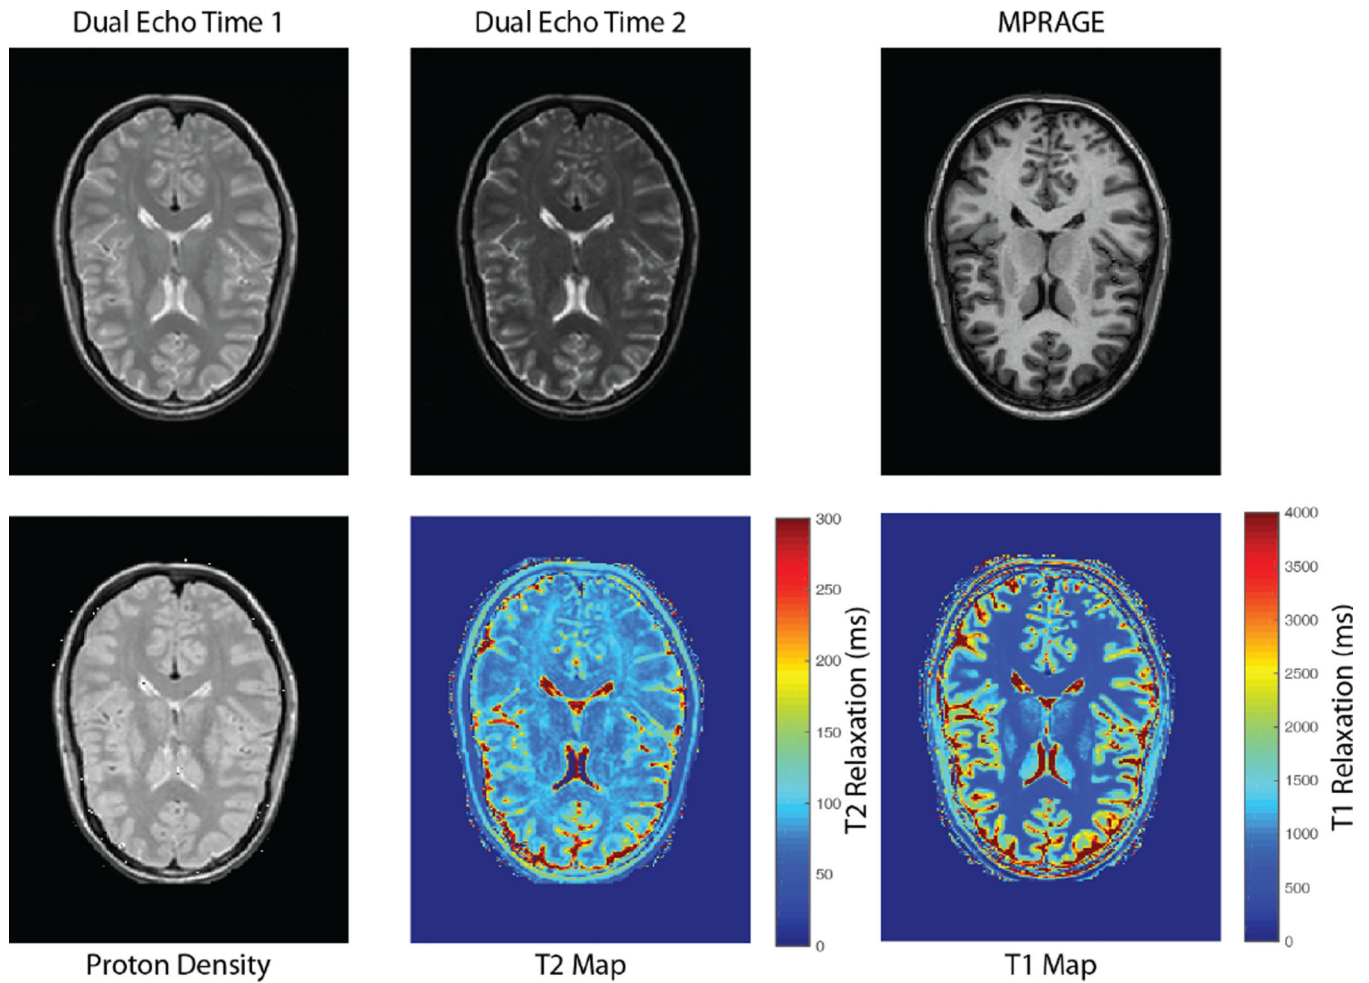 Dual Echo Time 1
Dual Echo Time 2
MPRAGE
300
250
200
150
100
50
0
T2 Relaxation (ms)
4000
3500
3000
2500
2000
1500
1000
500
0
T1 Relaxation (ms)
Proton Density
T2 Map
T1 Map